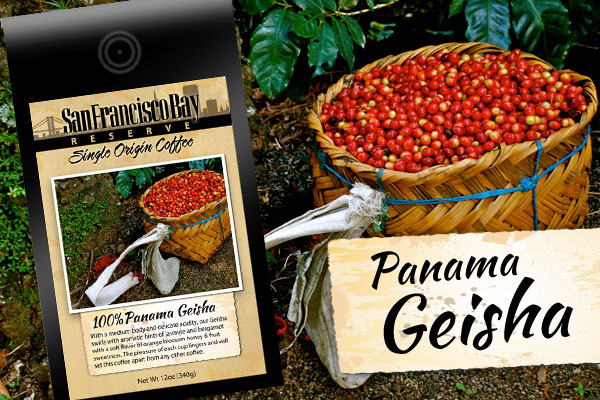 San Francisco Bay
RESERVE
Single Origin Coffee
100% Panama Geisha
With a medium body and delicate acidity, our Geisha
swirls with aromatic hints of jasmine and bergamot
with a soft flavor of orange blossom honey & fruit
sweetness. The pleasure of each cup lingers and will
set this coffee apart from any other coffee.
Net Wt 12oz (340g)
Panama
Geisha